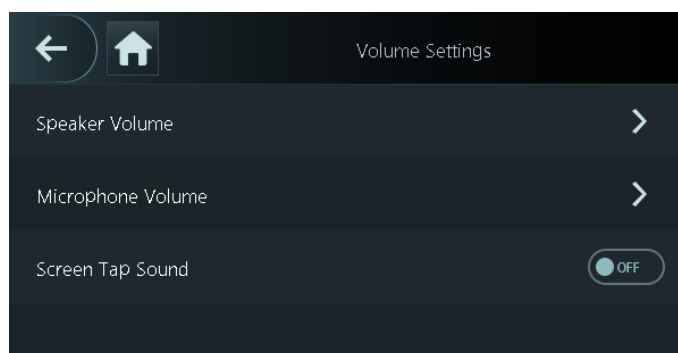 Volume Settings
Speaker Volume
Microphone Volume
Screen Tap Sound
OFF